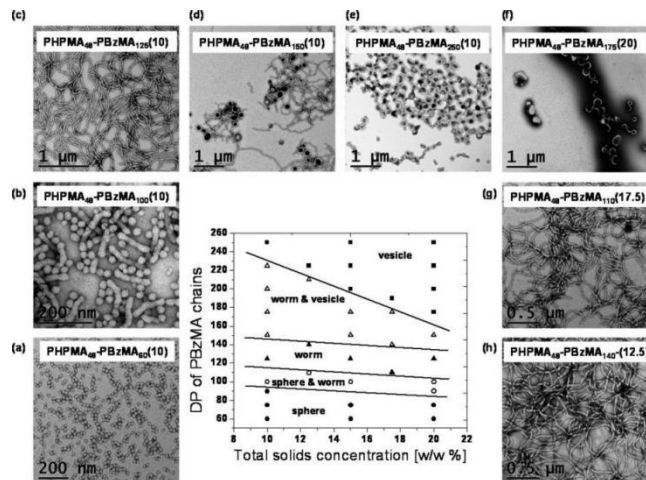 (c)
PHPMA48-PBzMA125(10)
1 µm
(d)
PHPMA48-PBzMA150(10)
1 µm
(e)
PHPMA48-PBzMA250(10)
1 µm
(f)
PHPMA48-PBzMA175(20)
1 µm
(b)
PHPMA48-PBzMA100(10)
200 nm
(a)
PHPMA48-PBzMA60(10)
200 nm
260
240
220
200
180
160
140
120
100
80
60
DP of PBzMA chains
vesicle
worm & vesicle
worm
sphere & worm
sphere
8 10 12 14 16 18 20 22
Total solids concentration [w/w %]
(g)
PHPMA48-PBzMA110(17.5)
0.5 µm
(h)
PHPMA48-PBzMA140-(12.5